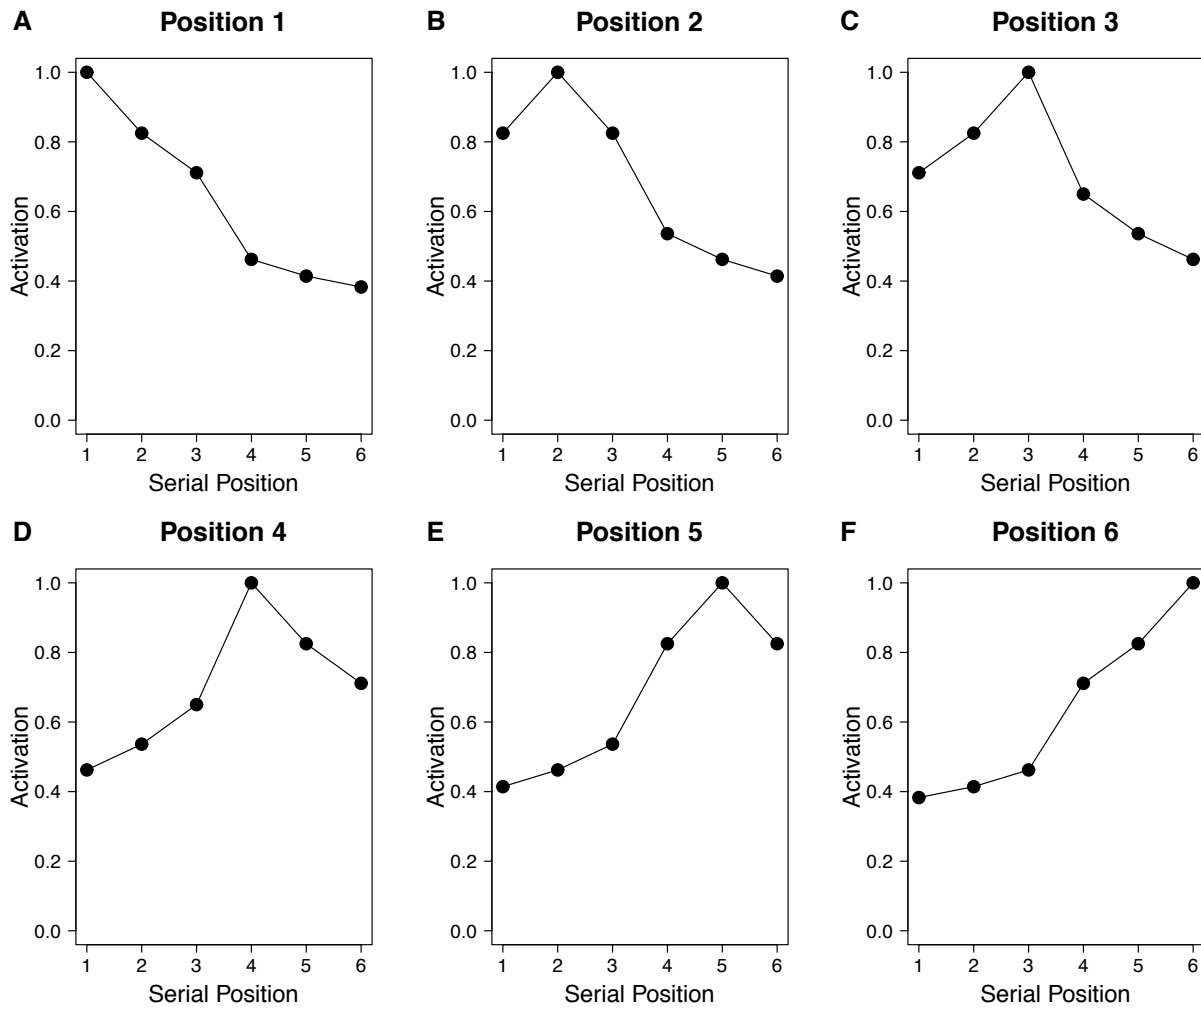 A Position 1
B Position 2
C Position 3
1.0
0.8
0.6
0.4
0.2
0.0
Activation
1 2 3 4 5 6
Serial Position
1.0
0.8
0.6
0.4
0.2
0.0
Activation
1 2 3 4 5 6
Serial Position
1.0
0.8
0.6
0.4
0.2
0.0
Activation
1 2 3 4 5 6
Serial Position
D Position 4
E Position 5
F Position 6
1.0
0.8
0.6
0.4
0.2
0.0
Activation
1 2 3 4 5 6
Serial Position
1.0
0.8
0.6
0.4
0.2
0.0
Activation
1 2 3 4 5 6
Serial Position
1.0
0.8
0.6
0.4
0.2
0.0
Activation
1 2 3 4 5 6
Serial Position